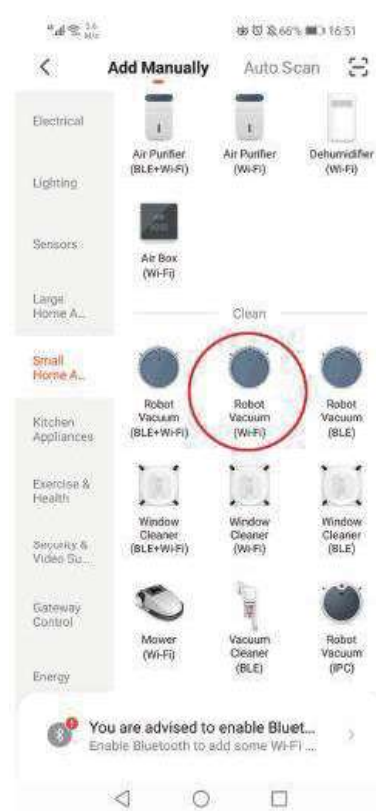 16:51
Add Manually
Auto Scan
Electrical
Lighting
Sensors
Large
Home A...
Small
Home A...
Kitchen
Appliances
Exercise &
Health
Security &
Video Su...
Gateway
Control
Energy
Air Purifier
(BLE+Wi-Fi)
Air Purifier
(Wi-Fi)
Dehumidifier
(Wi-Fi)
Air Box
(Wi-Fi)
Clean
Robot
Vacuum
(BLE+Wi-Fi)
Robot
Vacuum
(Wi-Fi)
Robot
Vacuum
(BLE)
Window
Cleaner
(BLE+Wi-Fi)
Window
Cleaner
(Wi-Fi)
Window
Cleaner
(BLE)
Mower
(Wi-Fi)
Vacuum
Cleaner
(BLE)
Robot
Vacuum
(IPC)
You are advised to enable Bluet...
Enable Bluetooth to add some Wi-Fi ...